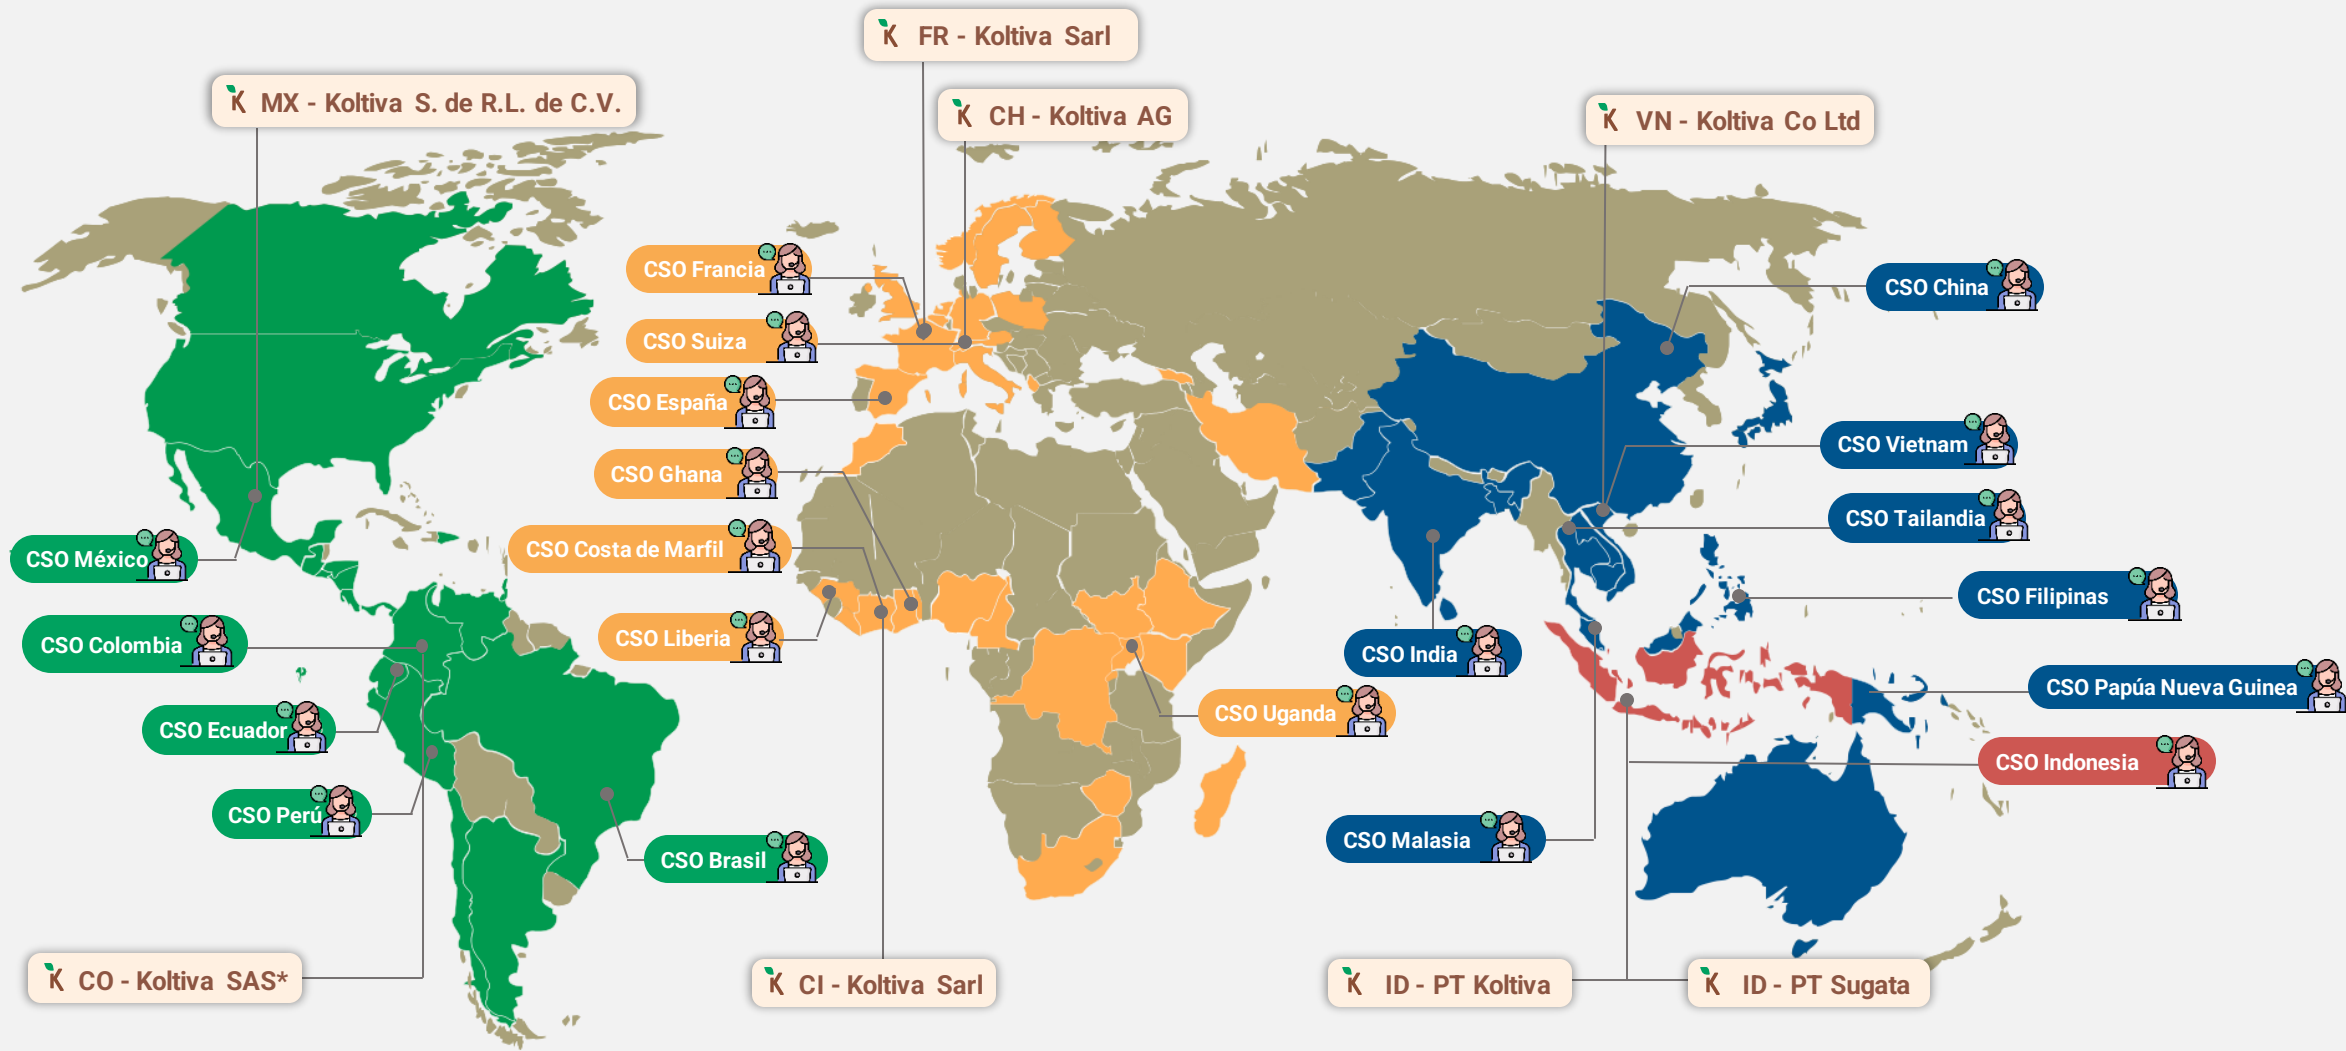 FR - Koltiva Sarl
MX - Koltiva S. de R.L. de C.V.
CH - Koltiva AG
VN - Koltiva Co Ltd
CSO Francia
CSO China
CSO Suiza
CSO España
CSO Vietnam
CSO Ghana
CSO Tailandia
CSO México
CSO Costa de Marfil
CSO Filipinas
CSO Colombia
CSO Liberia
CSO India
CSO Papúa Nueva Guinea
CSO Ecuador
CSO Uganda
CSO Indonesia
CSO Perú
CSO Brasil
CSO Malasia
CO - Koltiva SAS*
CI - Koltiva Sarl
ID - PT Koltiva
ID - PT Sugata